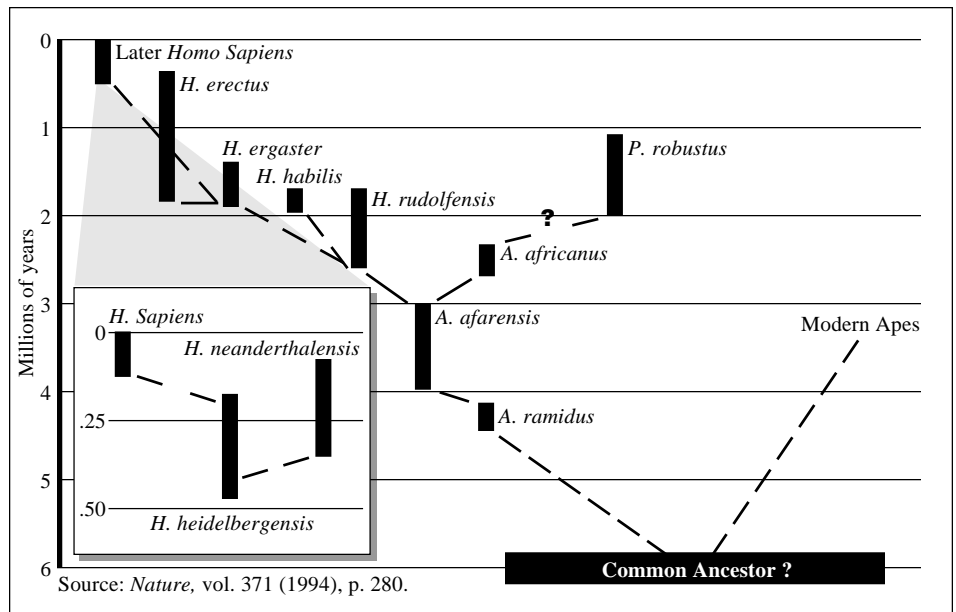 0
Later Homo Sapiens
H. erectus
1
H. ergaster
P. robustus
H. habilis
H. rudolfensis
2
?
A. africanus
Millions of years
3
A. afarensis
H. Sapiens
Modern Apes
0
H. neanderthalensis
4
A. ramidus
.25
5
.50
H. heidelbergensis
6
Common Ancestor ?
Source: Nature, vol. 371 (1994), p. 280.